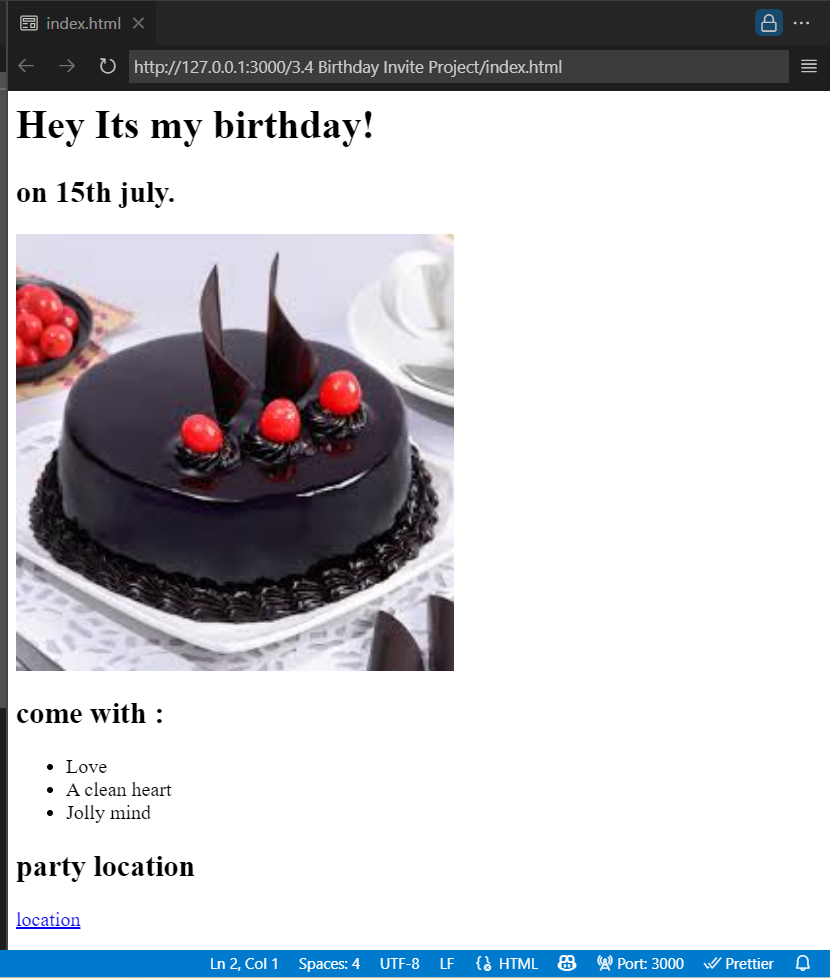 index.html
http://127.0.0.1:3000/3.4 Birthday Invite Project/index.html
Hey Its my birthday!
on 15th july.
come with :
Love
A clean heart
Jolly mind
party location
location
Ln 2, Col 1 Spaces: 4 UTF-8 LF HTML Port: 3000 Prettier